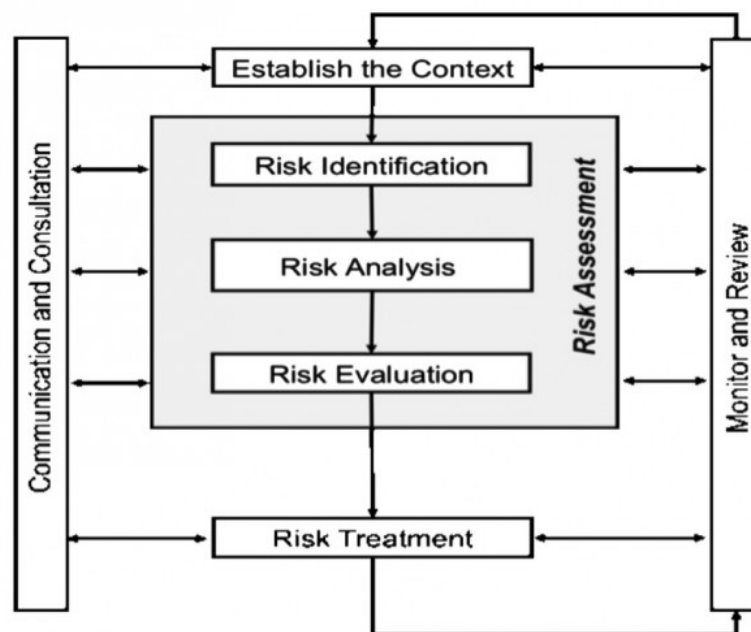 Establish the Context
Communication and Consultation
Risk Identification
Risk Analysis
Risk Evaluation
Risk Assessment
Monitor and Review
Risk Treatment